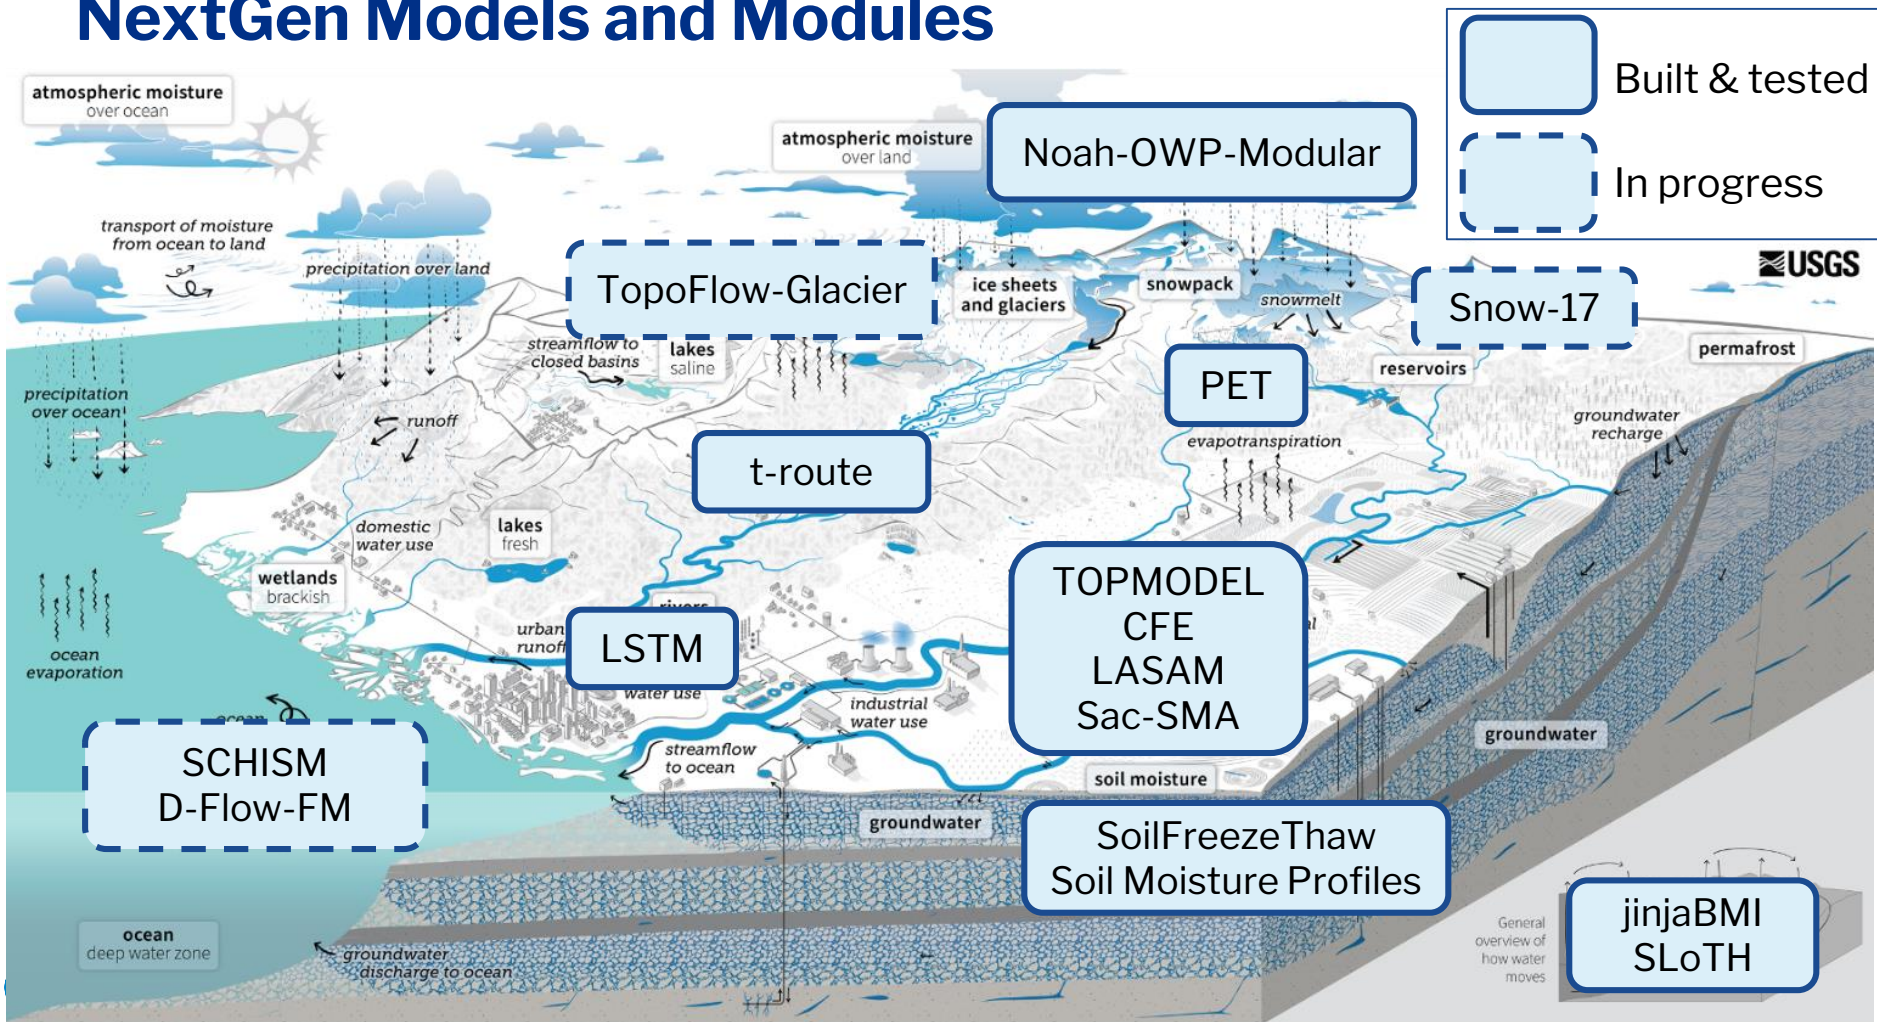 NextGen Models and Modules
Built & tested
In progress
atmospheric moisture
over ocean
atmospheric moisture
over land
Noah-OWP-Modular
transport of moisture
from ocean to land
precipitation over land
TopoFlow-Glacier
ice sheets
and glaciers
snowpack
snowmelt
Snow-17
USGS
streamflow to
closed basins
lakes
saline
permafrost
PET
reservoirs
precipitation
over ocean
runoff
groundwater
recharge
evapotranspiration
t-route
domestic
water use
lakes
fresh
wetlands
brackish
rivers
urban
runoff
LSTM
water use
TOPMODEL
CFE
LASAM
Sac-SMA
ocean
evaporation
industrial
water use
ocean
SCHISM
D-Flow-FM
streamflow
to ocean
groundwater
soil moisture
groundwater
SoilFreezeThaw
Soil Moisture Profiles
ocean
deep water zone
groundwater
discharge to ocean
General
overview of
how water
moves
jinjaBMI
SLoTH